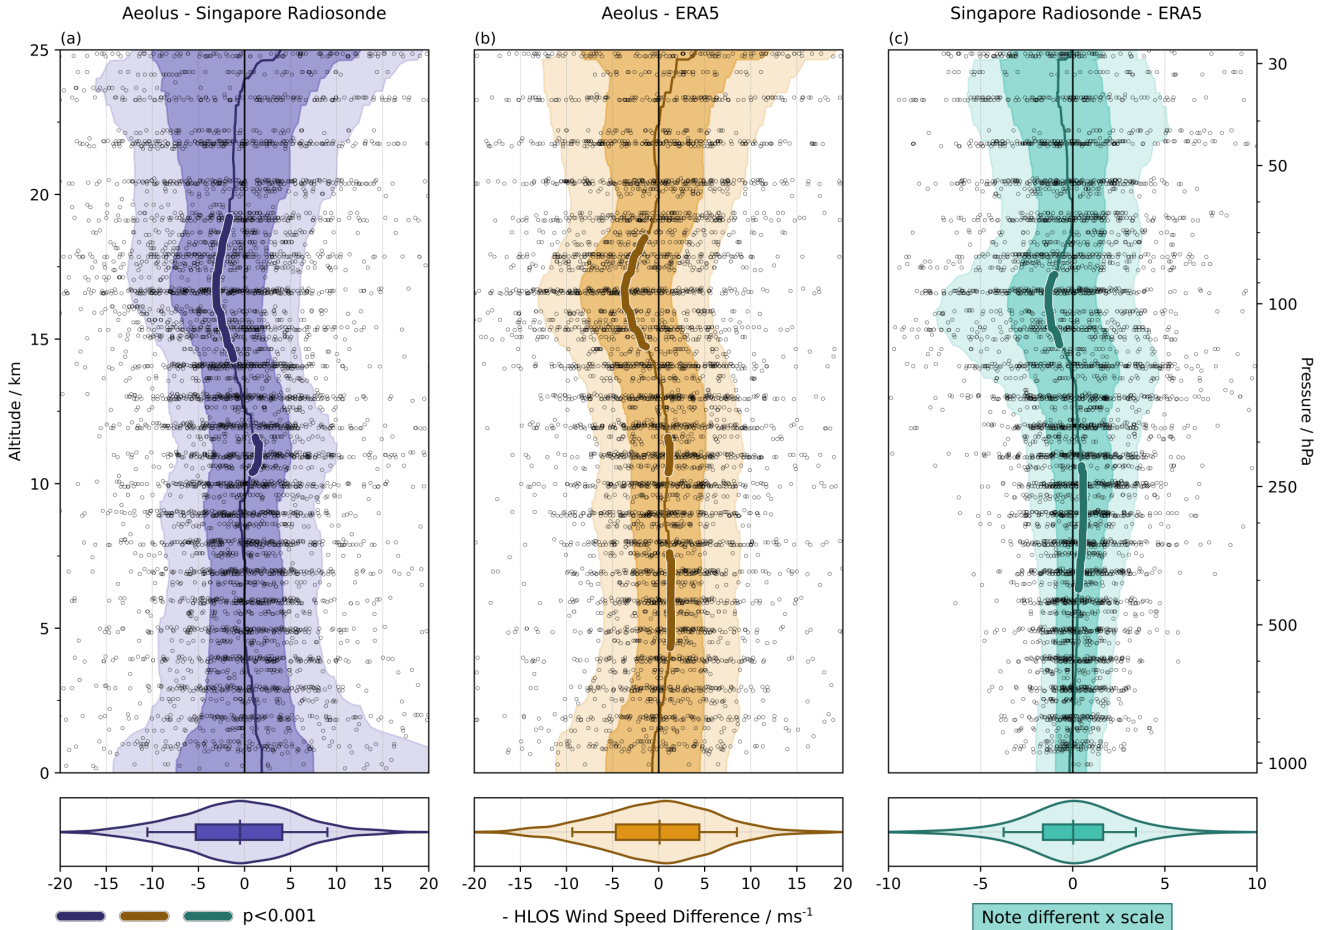 Aeolus - Singapore Radiosonde
Aeolus - ERA5
Singapore Radiosonde - ERA5
(a)
(b)
(c)
25
20
15
10
5
0
Altitude / km
30
50
100
250
500
1000
Pressure / hPa
-20 -15 -10 -5 0 5 10 15 20
-20 -15 -10 -5 0 5 10 15 20
-10 -5 0 5 10
p<0.001
- HLOS Wind Speed Difference / ms⁻¹
Note different x scale